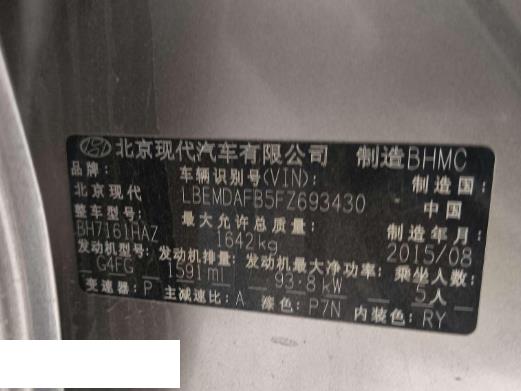 北京现代汽车有限公司 制造BHMC
品牌: 车辆识别号(VIN): 制造国:
北京现代 LBEMDAFB5FZ693430 中国
整车型号: 最大允许总质量: 制造年月:
BH7161HAZ 1642kg 2015/08
发动机型号: 发动机排量: 发动机最大净功率: 乘坐人数:
G4FG 1591ml 93.8kW 5人
变速器: P 主减速比: A 漆色: P7N 内装色: RY